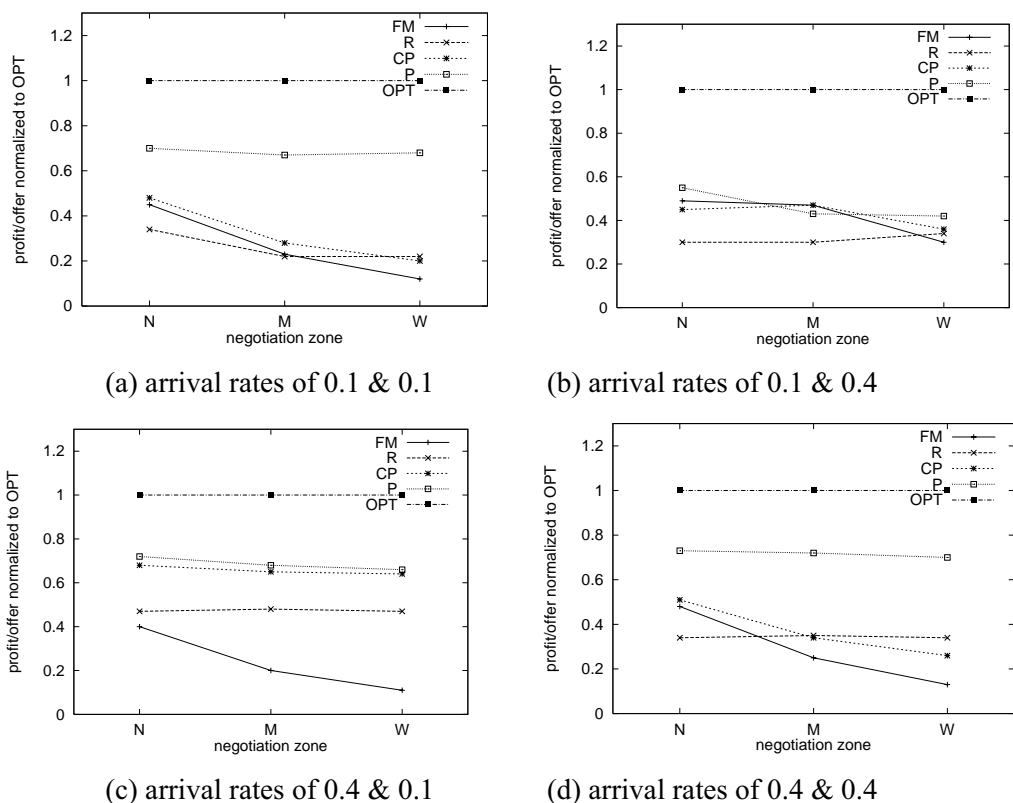 profit/offer normalized to OPT
1.2
1
0.8
0.6
0.4
0.2
0
FM
R
CP
P
OPT
N M W
negotiation zone
(a) arrival rates of 0.1 & 0.1
profit/offer normalized to OPT
1.2
1
0.8
0.6
0.4
0.2
0
FM
R
CP
P
OPT
N M W
negotiation zone
(b) arrival rates of 0.1 & 0.4
profit/offer normalized to OPT
1.2
1
0.8
0.6
0.4
0.2
0
FM
R
CP
P
OPT
N M W
negotiation zone
(c) arrival rates of 0.4 & 0.1
profit/offer normalized to OPT
1.2
1
0.8
0.6
0.4
0.2
0
FM
R
CP
P
OPT
N M W
negotiation zone
(d) arrival rates of 0.4 & 0.4